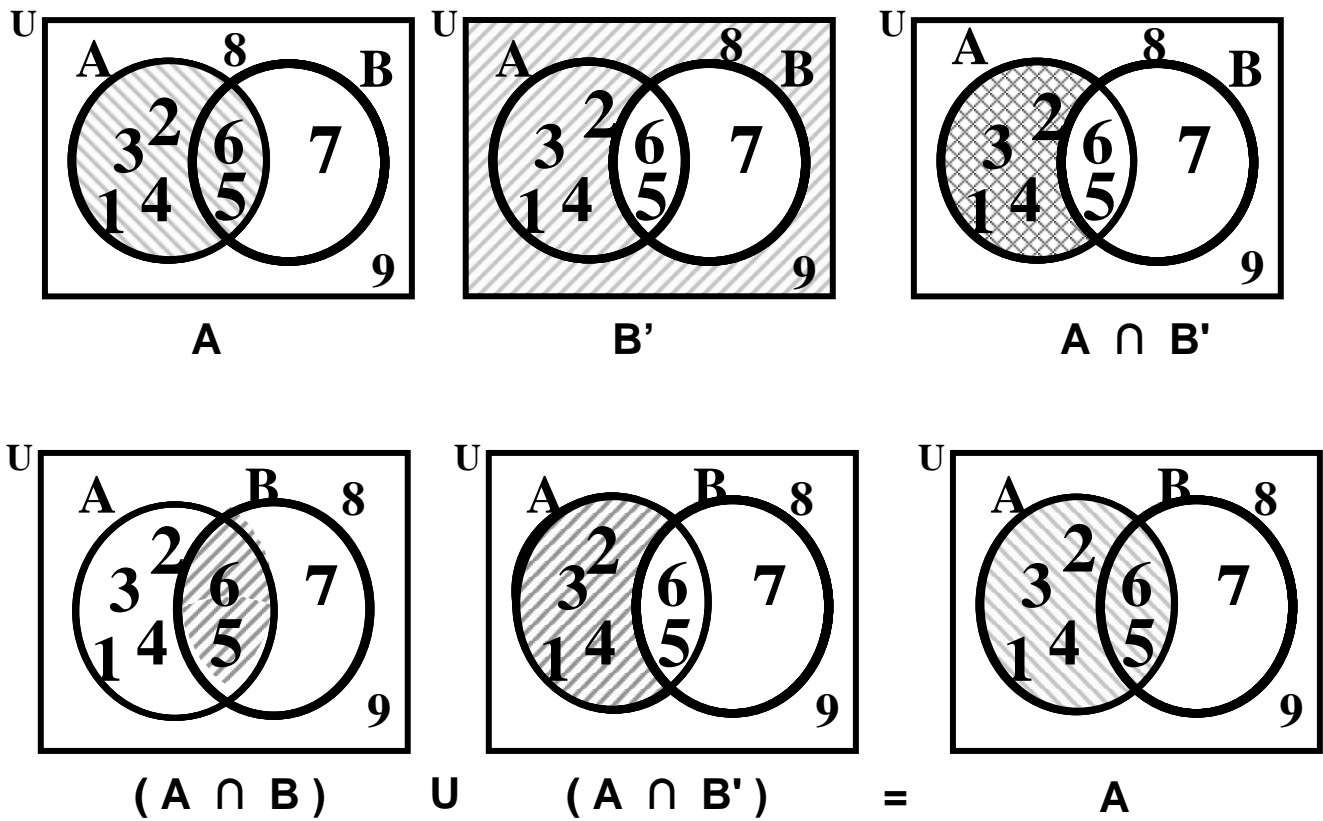 U U U
A 8 B A 8 B A 8 B
2 3 6 7 2 3 6 7 2 3 6 7
1 4 5 1 4 5 1 4 5
9 9 9
A B’ A ∩ B'
U U U
A B 8 A B 8 A B 8
2 3 6 7 2 3 6 7 2 3 6 7
1 4 5 1 4 5 1 4 5
9 9 9
( A ∩ B ) U ( A ∩ B' ) = A